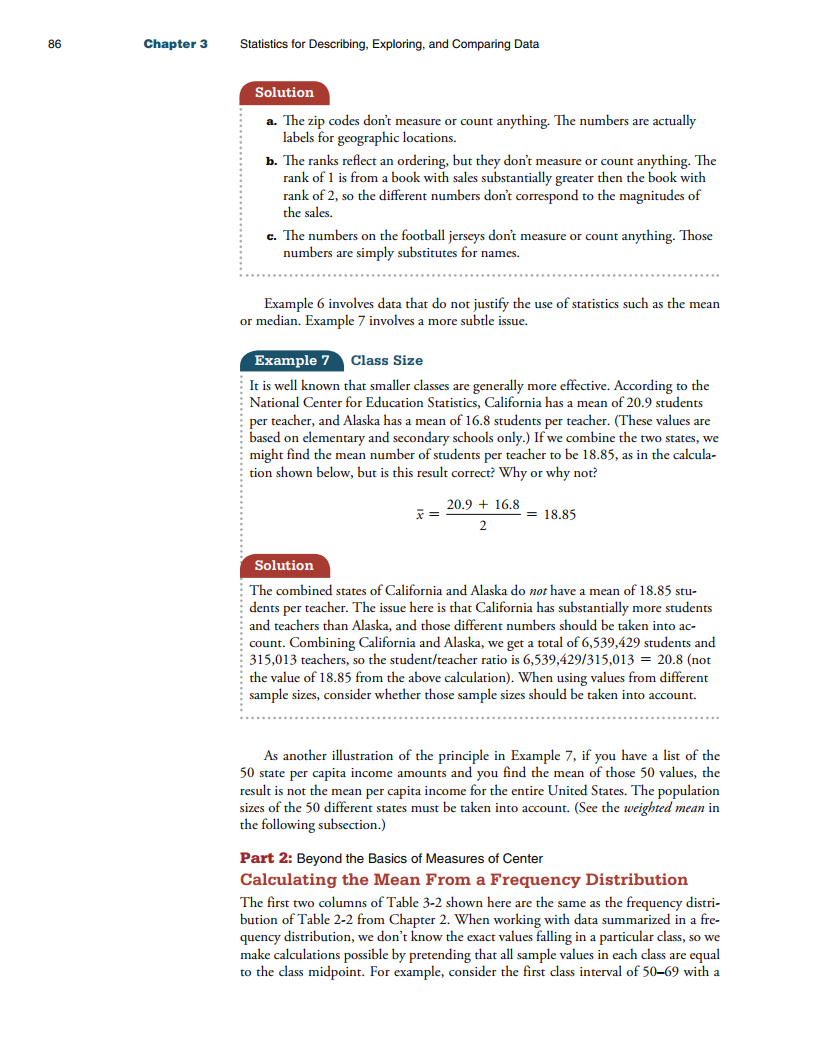 86 Chapter 3 Statistics for Describing, Exploring, and Comparing Data
Solution
a. The zip codes don't measure or count anything. The numbers are actually
labels for geographic locations.
b. The ranks reflect an ordering, but they don't measure or count anything. The
rank of 1 is from a book with sales substantially greater then the book with
rank of 2, so the different numbers don't correspond to the magnitudes of
the sales.
c. The numbers on the football jerseys don't measure or count anything. Those
numbers are simply substitutes for names.
Example 6 involves data that do not justify the use of statistics such as the mean
or median. Example 7 involves a more subtle issue.
Example 7 Class Size
It is well known that smaller classes are generally more effective. According to the
National Center for Education Statistics, California has a mean of 20.9 students
per teacher, and Alaska has a mean of 16.8 students per teacher. (These values are
based on elementary and secondary schools only.) If we combine the two states, we
might find the mean number of students per teacher to be 18.85, as in the calcula-
tion shown below, but is this result correct? Why or why not?
x̄ = (20.9 + 16.8) / 2 = 18.85
Solution
The combined states of California and Alaska do not have a mean of 18.85 stu-
dents per teacher. The issue here is that California has substantially more students
and teachers than Alaska, and those different numbers should be taken into ac-
count. Combining California and Alaska, we get a total of 6,539,429 students and
315,013 teachers, so the student/teacher ratio is 6,539,429/315,013 = 20.8 (not
the value of 18.85 from the above calculation). When using values from different
sample sizes, consider whether those sample sizes should be taken into account.
As another illustration of the principle in Example 7, if you have a list of the
50 state per capita income amounts and you find the mean of those 50 values, the
result is not the mean per capita income for the entire United States. The population
sizes of the 50 different states must be taken into account. (See the weighted mean in
the following subsection.)
Part 2: Beyond the Basics of Measures of Center
Calculating the Mean From a Frequency Distribution
The first two columns of Table 3-2 shown here are the same as the frequency distri-
bution of Table 2-2 from Chapter 2. When working with data summarized in a fre-
quency distribution, we don't know the exact values falling in a particular class, so we
make calculations possible by pretending that all sample values in each class are equal
to the class midpoint. For example, consider the first class interval of 50–69 with a